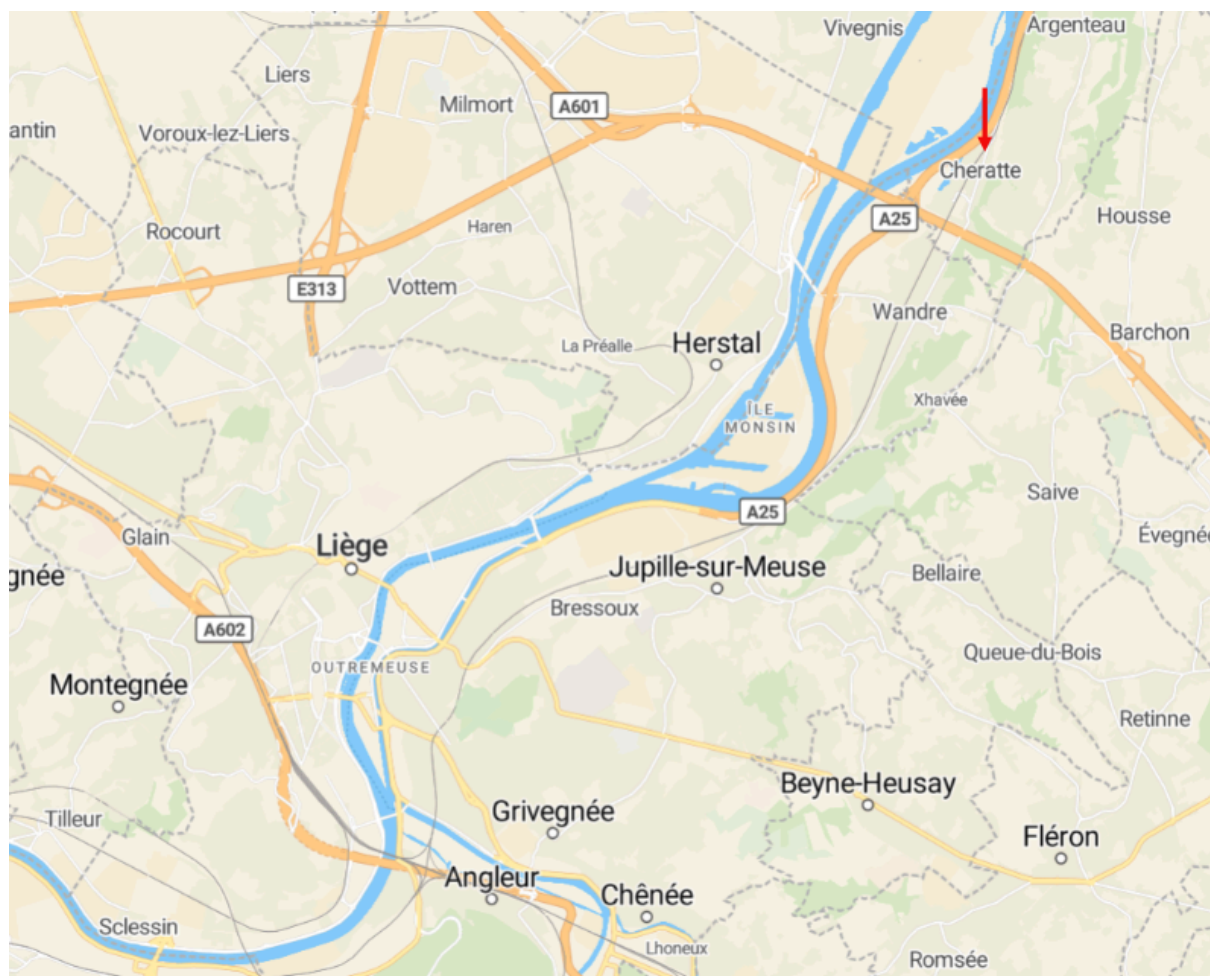 Vivegnis
Argenteau
Liers
Milmort
A601
antin
Voroux-lez-Liers
Cheratte
Housse
A25
Rocourt
Haren
E313
Vottem
Wandre
Barchon
La Préalle
Herstal
Xhavée
ÎLE
MONSIN
Saive
A25
Glain
Liège
Évegnée
gnée
Jupille-sur-Meuse
Bellaire
Bressoux
A602
OUTREMEUSE
Queue-du-Bois
Montegnée
Retinne
Beyne-Heusay
Tilleur
Grivegnée
Fléron
Angleur
Chênée
Sclessin
Lhoneux
Romsée